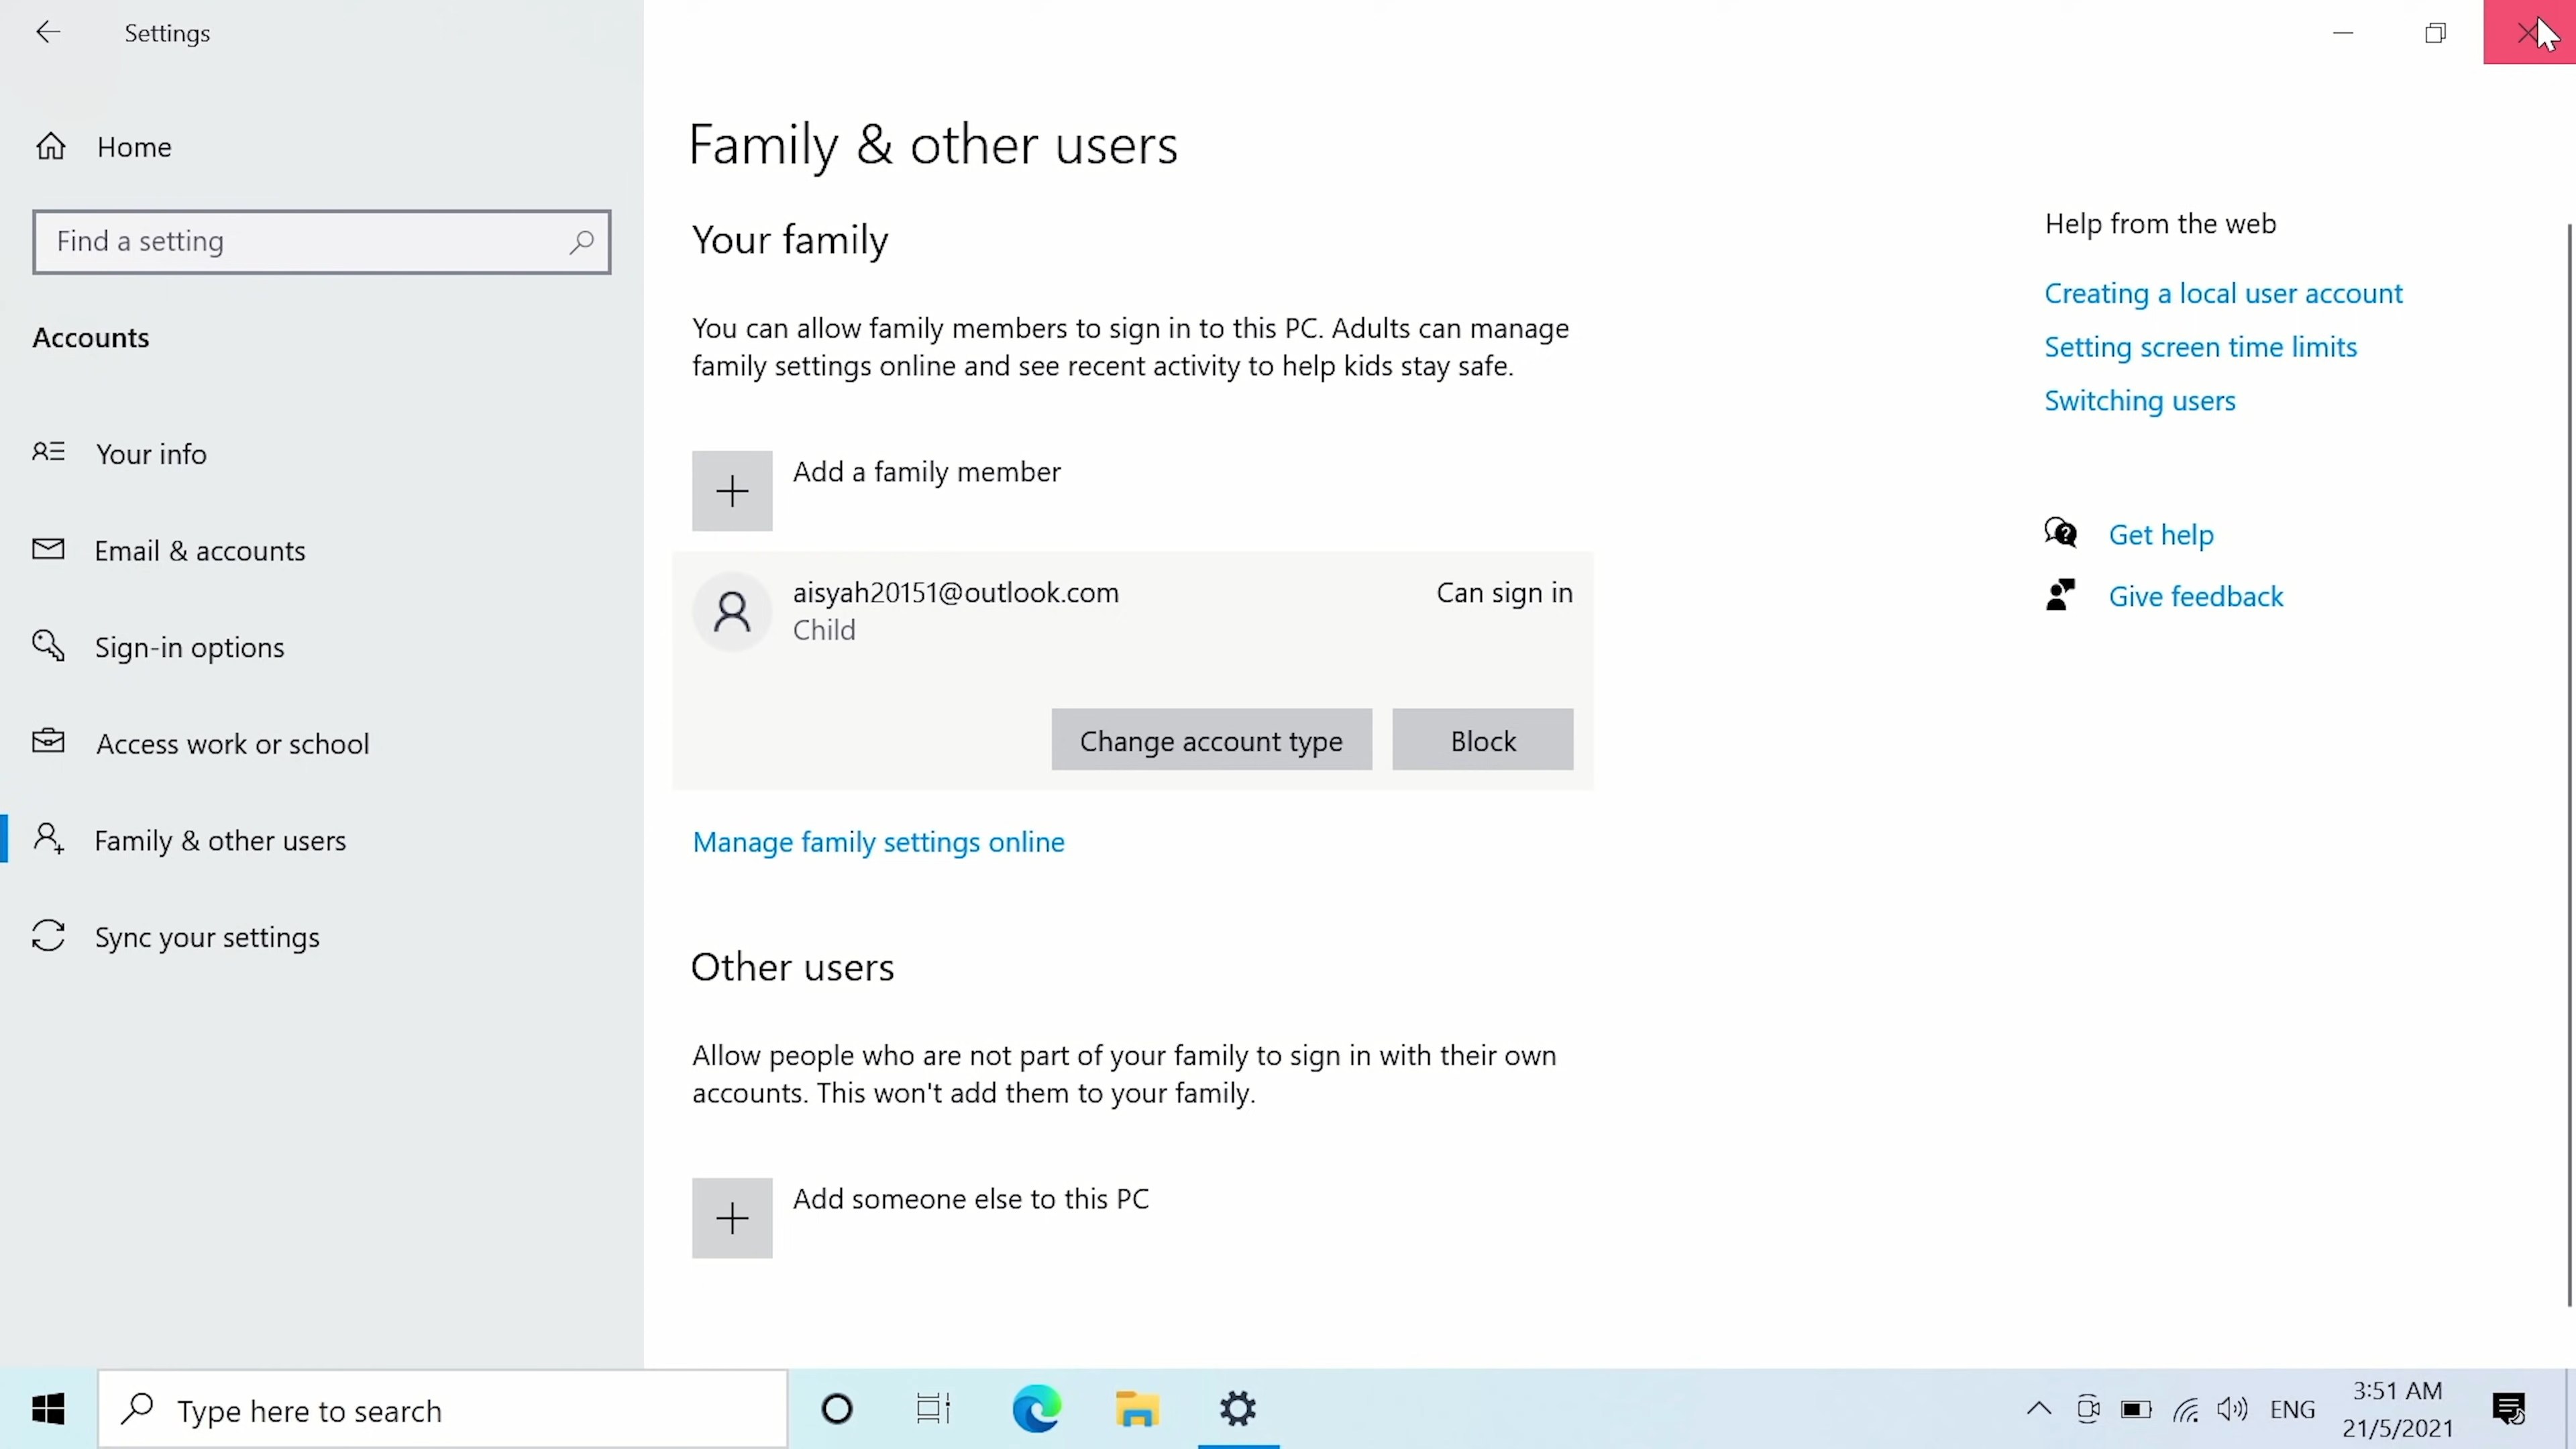 Settings
Home
Find a setting
Accounts
Your info
Email & accounts
Sign-in options
Access work or school
Family & other users
Sync your settings
Family & other users
Your family
You can allow family members to sign in to this PC. Adults can manage
family settings online and see recent activity to help kids stay safe.
Add a family member
aisyah20151@outlook.com
Can sign in
Child
Change account type
Block
Manage family settings online
Other users
Allow people who are not part of your family to sign in with their own
accounts. This won't add them to your family.
Add someone else to this PC
Help from the web
Creating a local user account
Setting screen time limits
Switching users
Get help
Give feedback
Type here to search
ENG
3:51 AM
21/5/2021